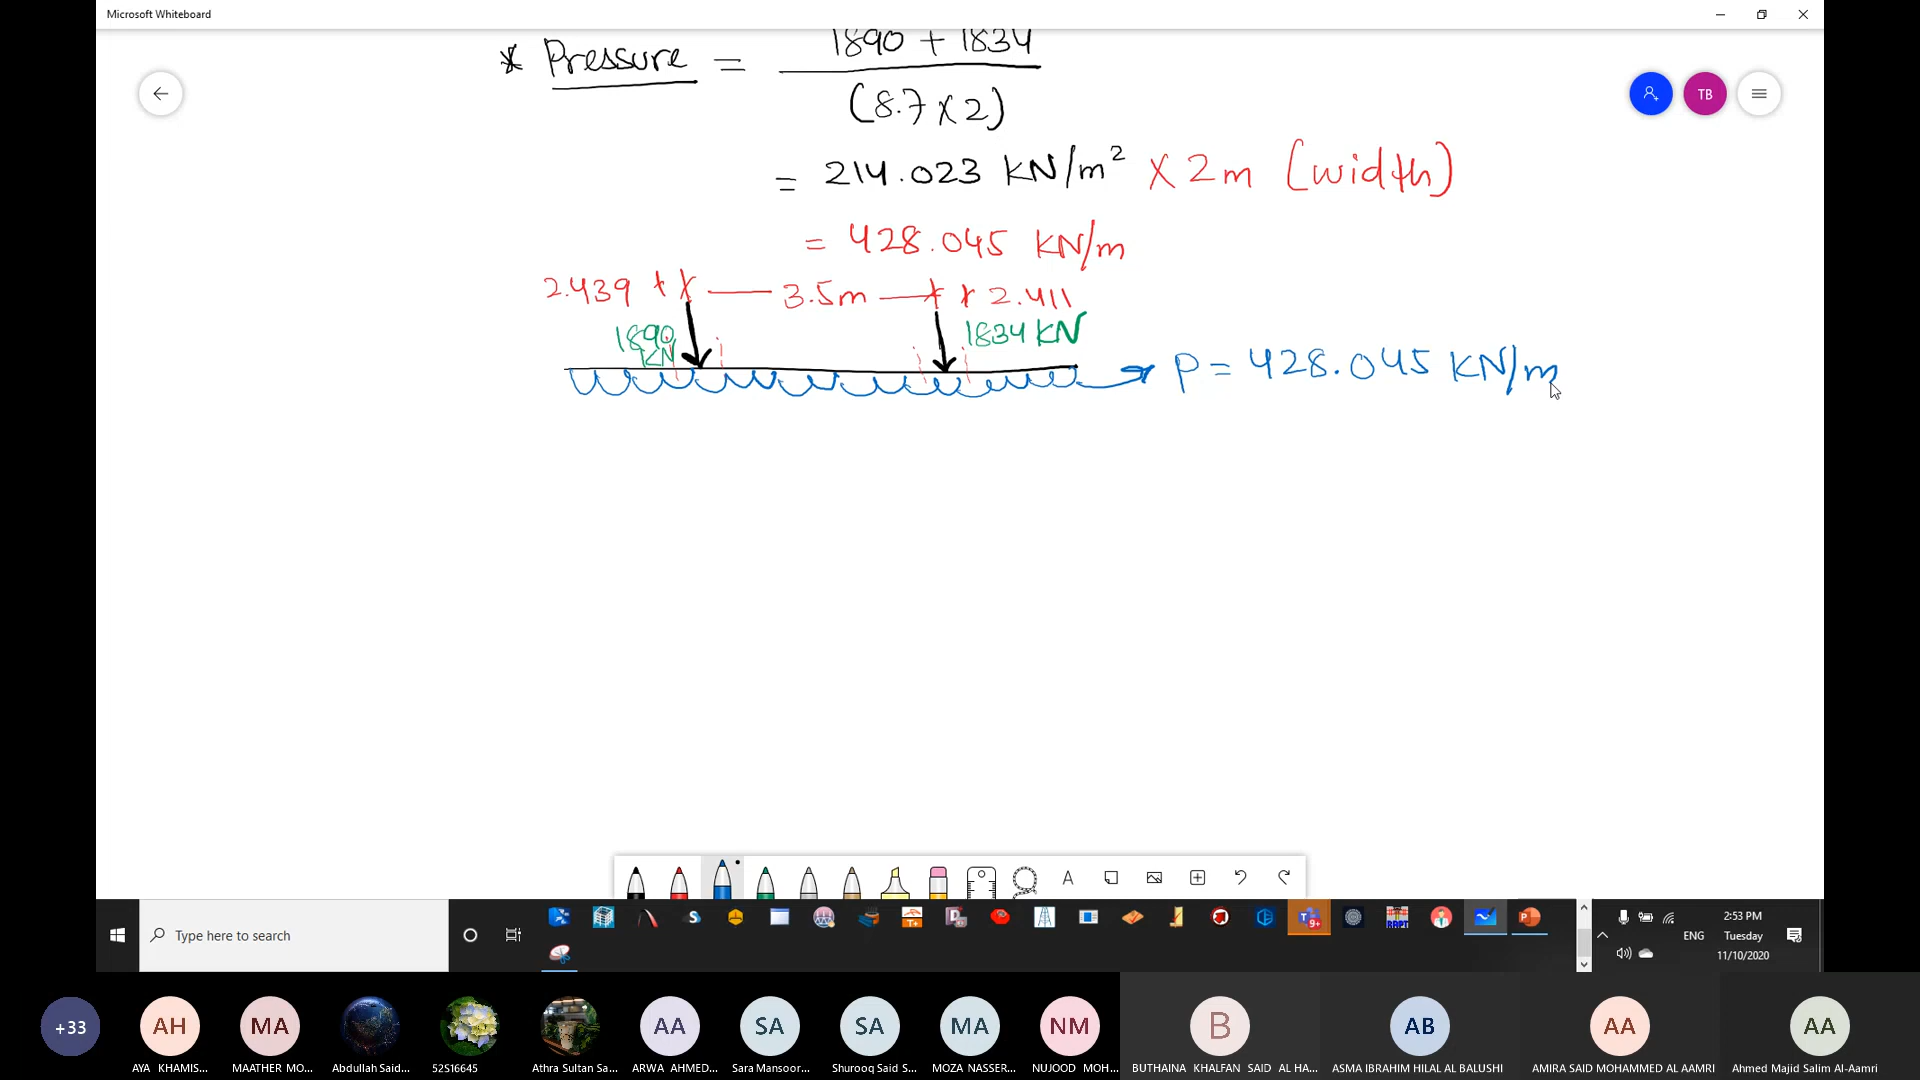 Microsoft Whiteboard
* Pressure = 1890 + 1834
(8.7 x 2)
= 214.023 KN/m² x 2m (width)
= 428.045 KN/m
2.439 3.5m 2.411
1890 KN 1834 KN
P = 428.045 KN/m
TB
A
Type here to search
ENG
2:53 PM
Tuesday
11/10/2020
+33
AH
MA
AA
SA
SA
MA
NM
B
AB
AA
AA
AYA KHAMIS...
MAATHER MO...
Abdullah Said...
52S16645
Athra Sultan Sa...
ARWA AHMED...
Sara Mansoor...
Shurooq Said S...
MOZA NASSER...
NUJOOD MOH...
BUTHAINA KHALFAN SAID AL HA...
ASMA IBRAHIM HILAL AL BALUSHI
AMIRA SAID MOHAMMED AL AAMRI
Ahmed Majid Salim Al-Aamri